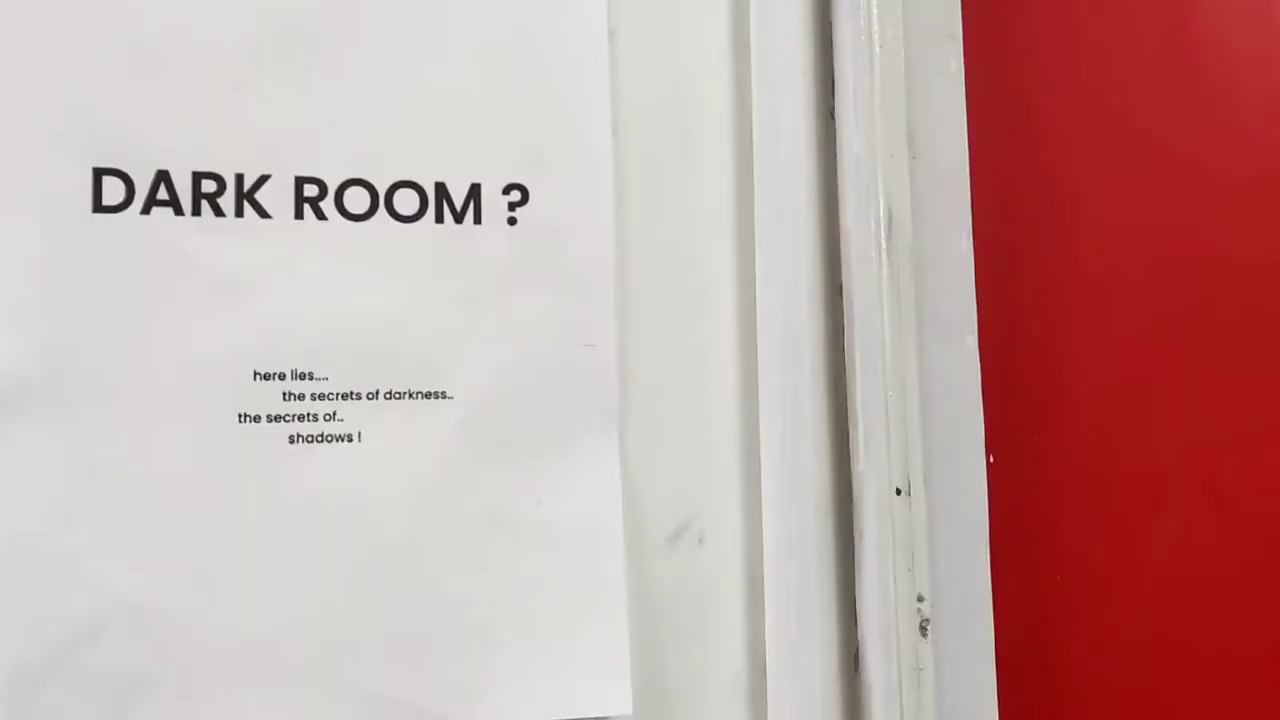 DARK ROOM ?
here lies....
the secrets of darkness..
the secrets of..
shadows !